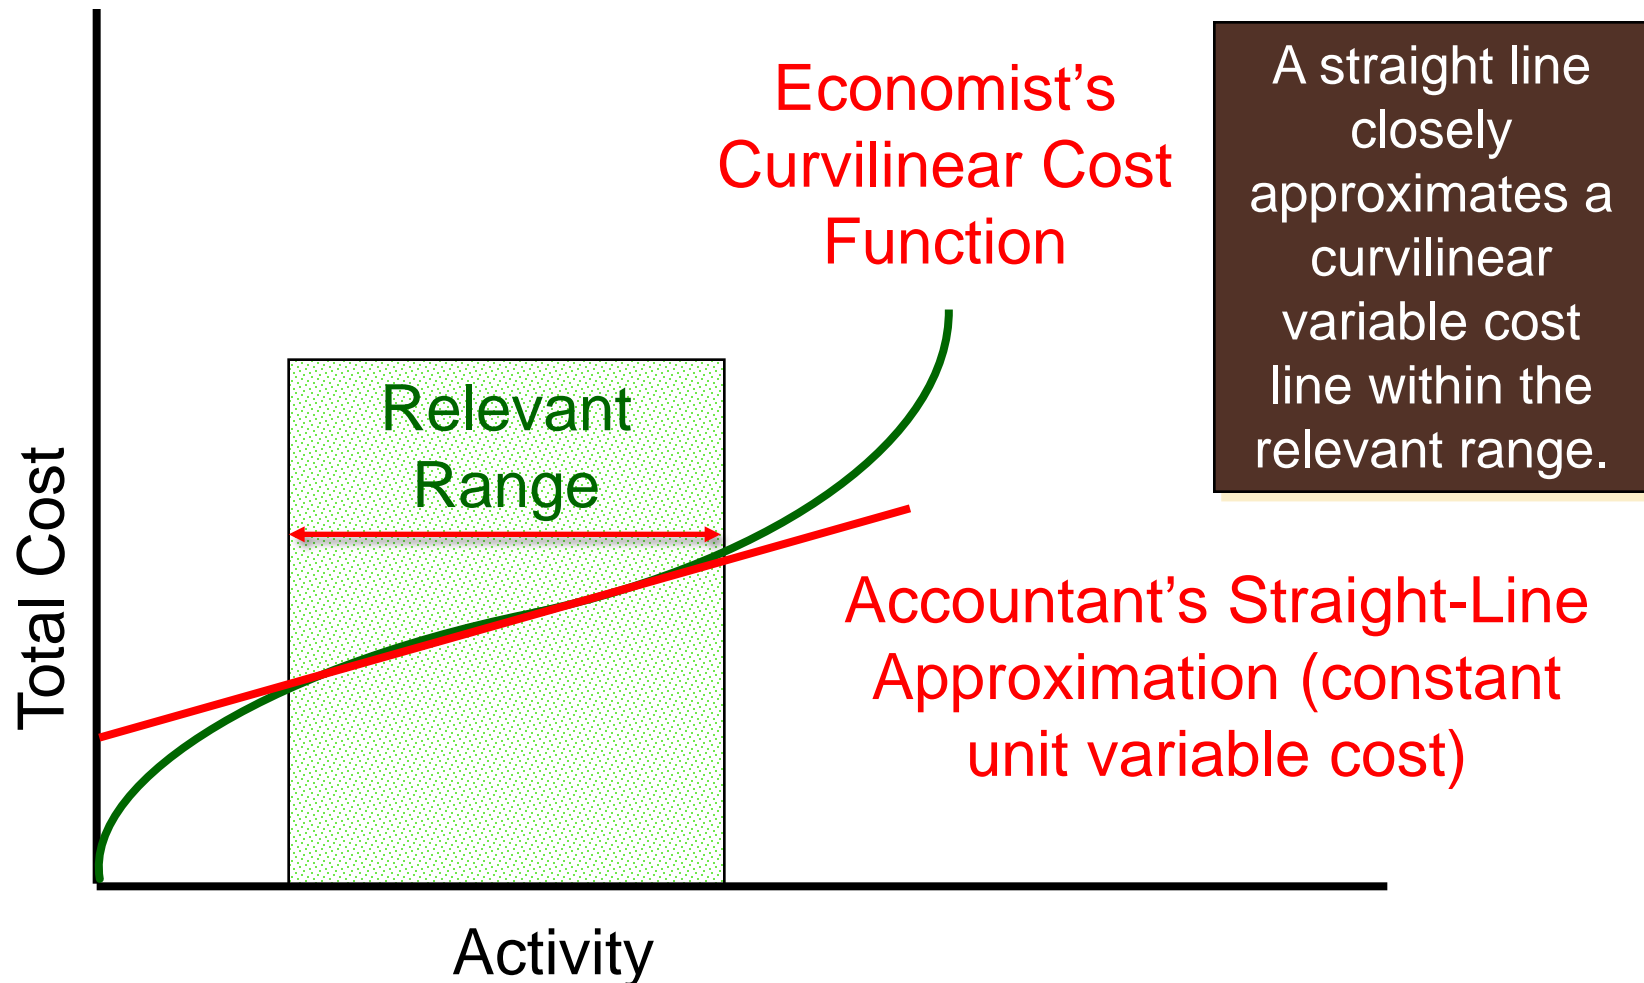 Economist’s
Curvilinear Cost
Function
A straight line
closely
approximates a
curvilinear
variable cost
line within the
relevant range.
Relevant
Range
Total Cost
Accountant’s Straight-Line
Approximation (constant
unit variable cost)
Activity